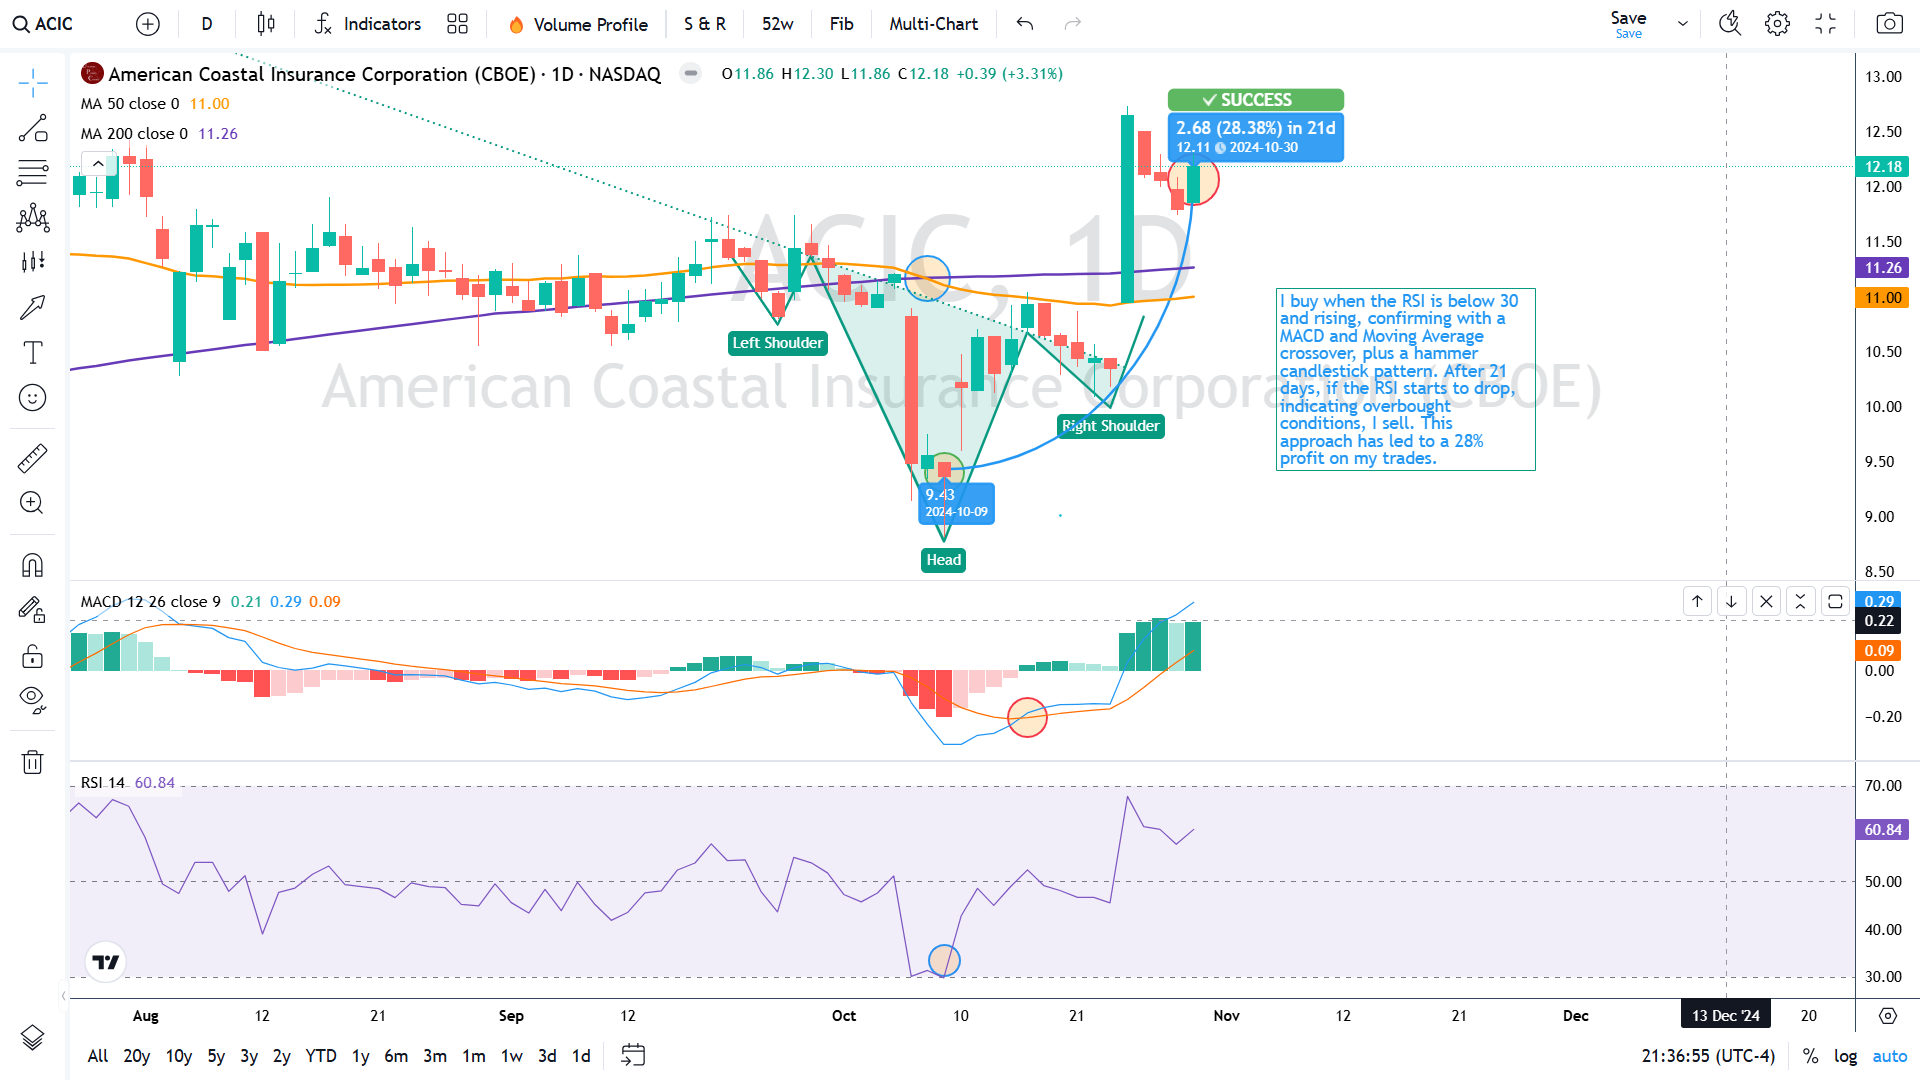 ACIC
D
Indicators
Volume Profile
S & R
52w
Fib
Multi-Chart
Save
Save
American Coastal Insurance Corporation (CBOE) · 1D · NASDAQ
O11.86 H12.30 L11.86 C12.18 +0.39 (+3.31%)
MA 50 close 0 11.00
MA 200 close 0 11.26
SUCCESS
2.68 (28.38%) in 21d
12.11 2024-10-30
ACIC, 1D
American Coastal Insurance Corporation (CBOE)
Left Shoulder
Right Shoulder
9.43
2024-10-09
Head
I buy when the RSI is below 30
and rising, confirming with a
MACD and Moving Average
crossover, plus a hammer
candlestick pattern. After 21
days, if the RSI starts to drop,
indicating overbought
conditions, I sell. This
approach has led to a 28%
profit on my trades.
13.00
12.50
12.18
12.00
11.50
11.26
11.00
10.50
10.00
9.50
9.00
8.50
MACD 12 26 close 9 0.21 0.29 0.09
0.29
0.22
0.09
0.00
−0.20
RSI 14 60.84
70.00
60.84
50.00
40.00
30.00
Aug
12
21
Sep
12
Oct
10
21
Nov
12
21
Dec
13 Dec '24
20
All 20y 10y 5y 3y 2y YTD 1y 6m 3m 1m 1w 3d 1d
21:36:55 (UTC-4)
% log auto